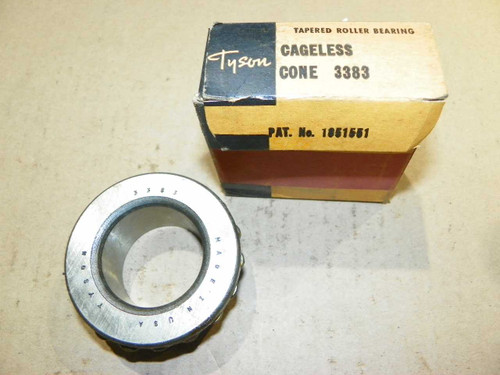 TAPERED ROLLER BEARING
Tyson
CAGELESS
CONE 3383
PAT. No. 1951551
3383
MADE-IN USA
TYSON